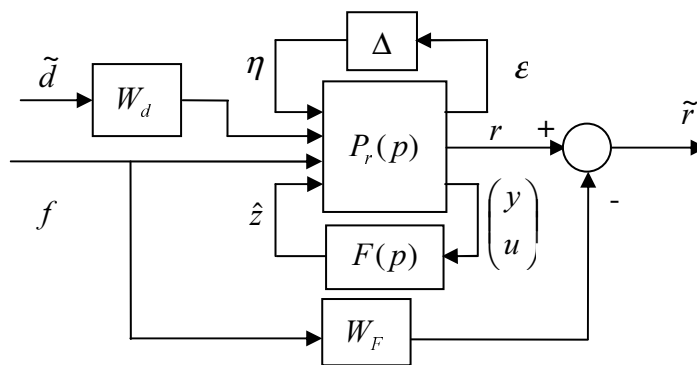 Δ
η
ε
d̃
W_d
P_r(p)
r
+
r̃
-
f
ẑ
F(p)
(y
u)
W_F